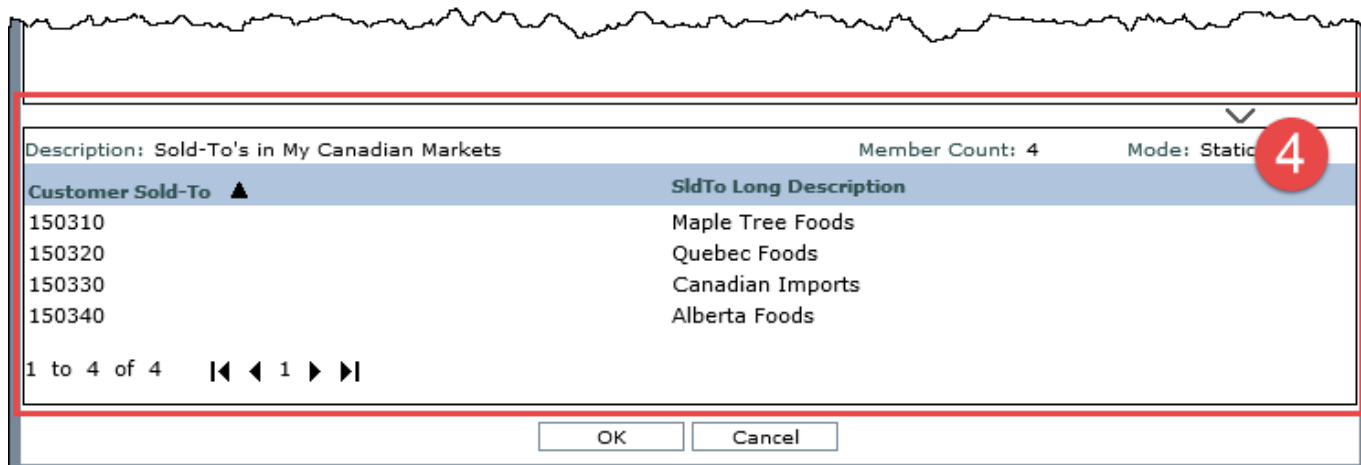 Description: Sold-To's in My Canadian Markets Member Count: 4 Mode: Static
4
Customer Sold-To ▲ SldTo Long Description
150310 Maple Tree Foods
150320 Quebec Foods
150330 Canadian Imports
150340 Alberta Foods
1 to 4 of 4 1
OK Cancel